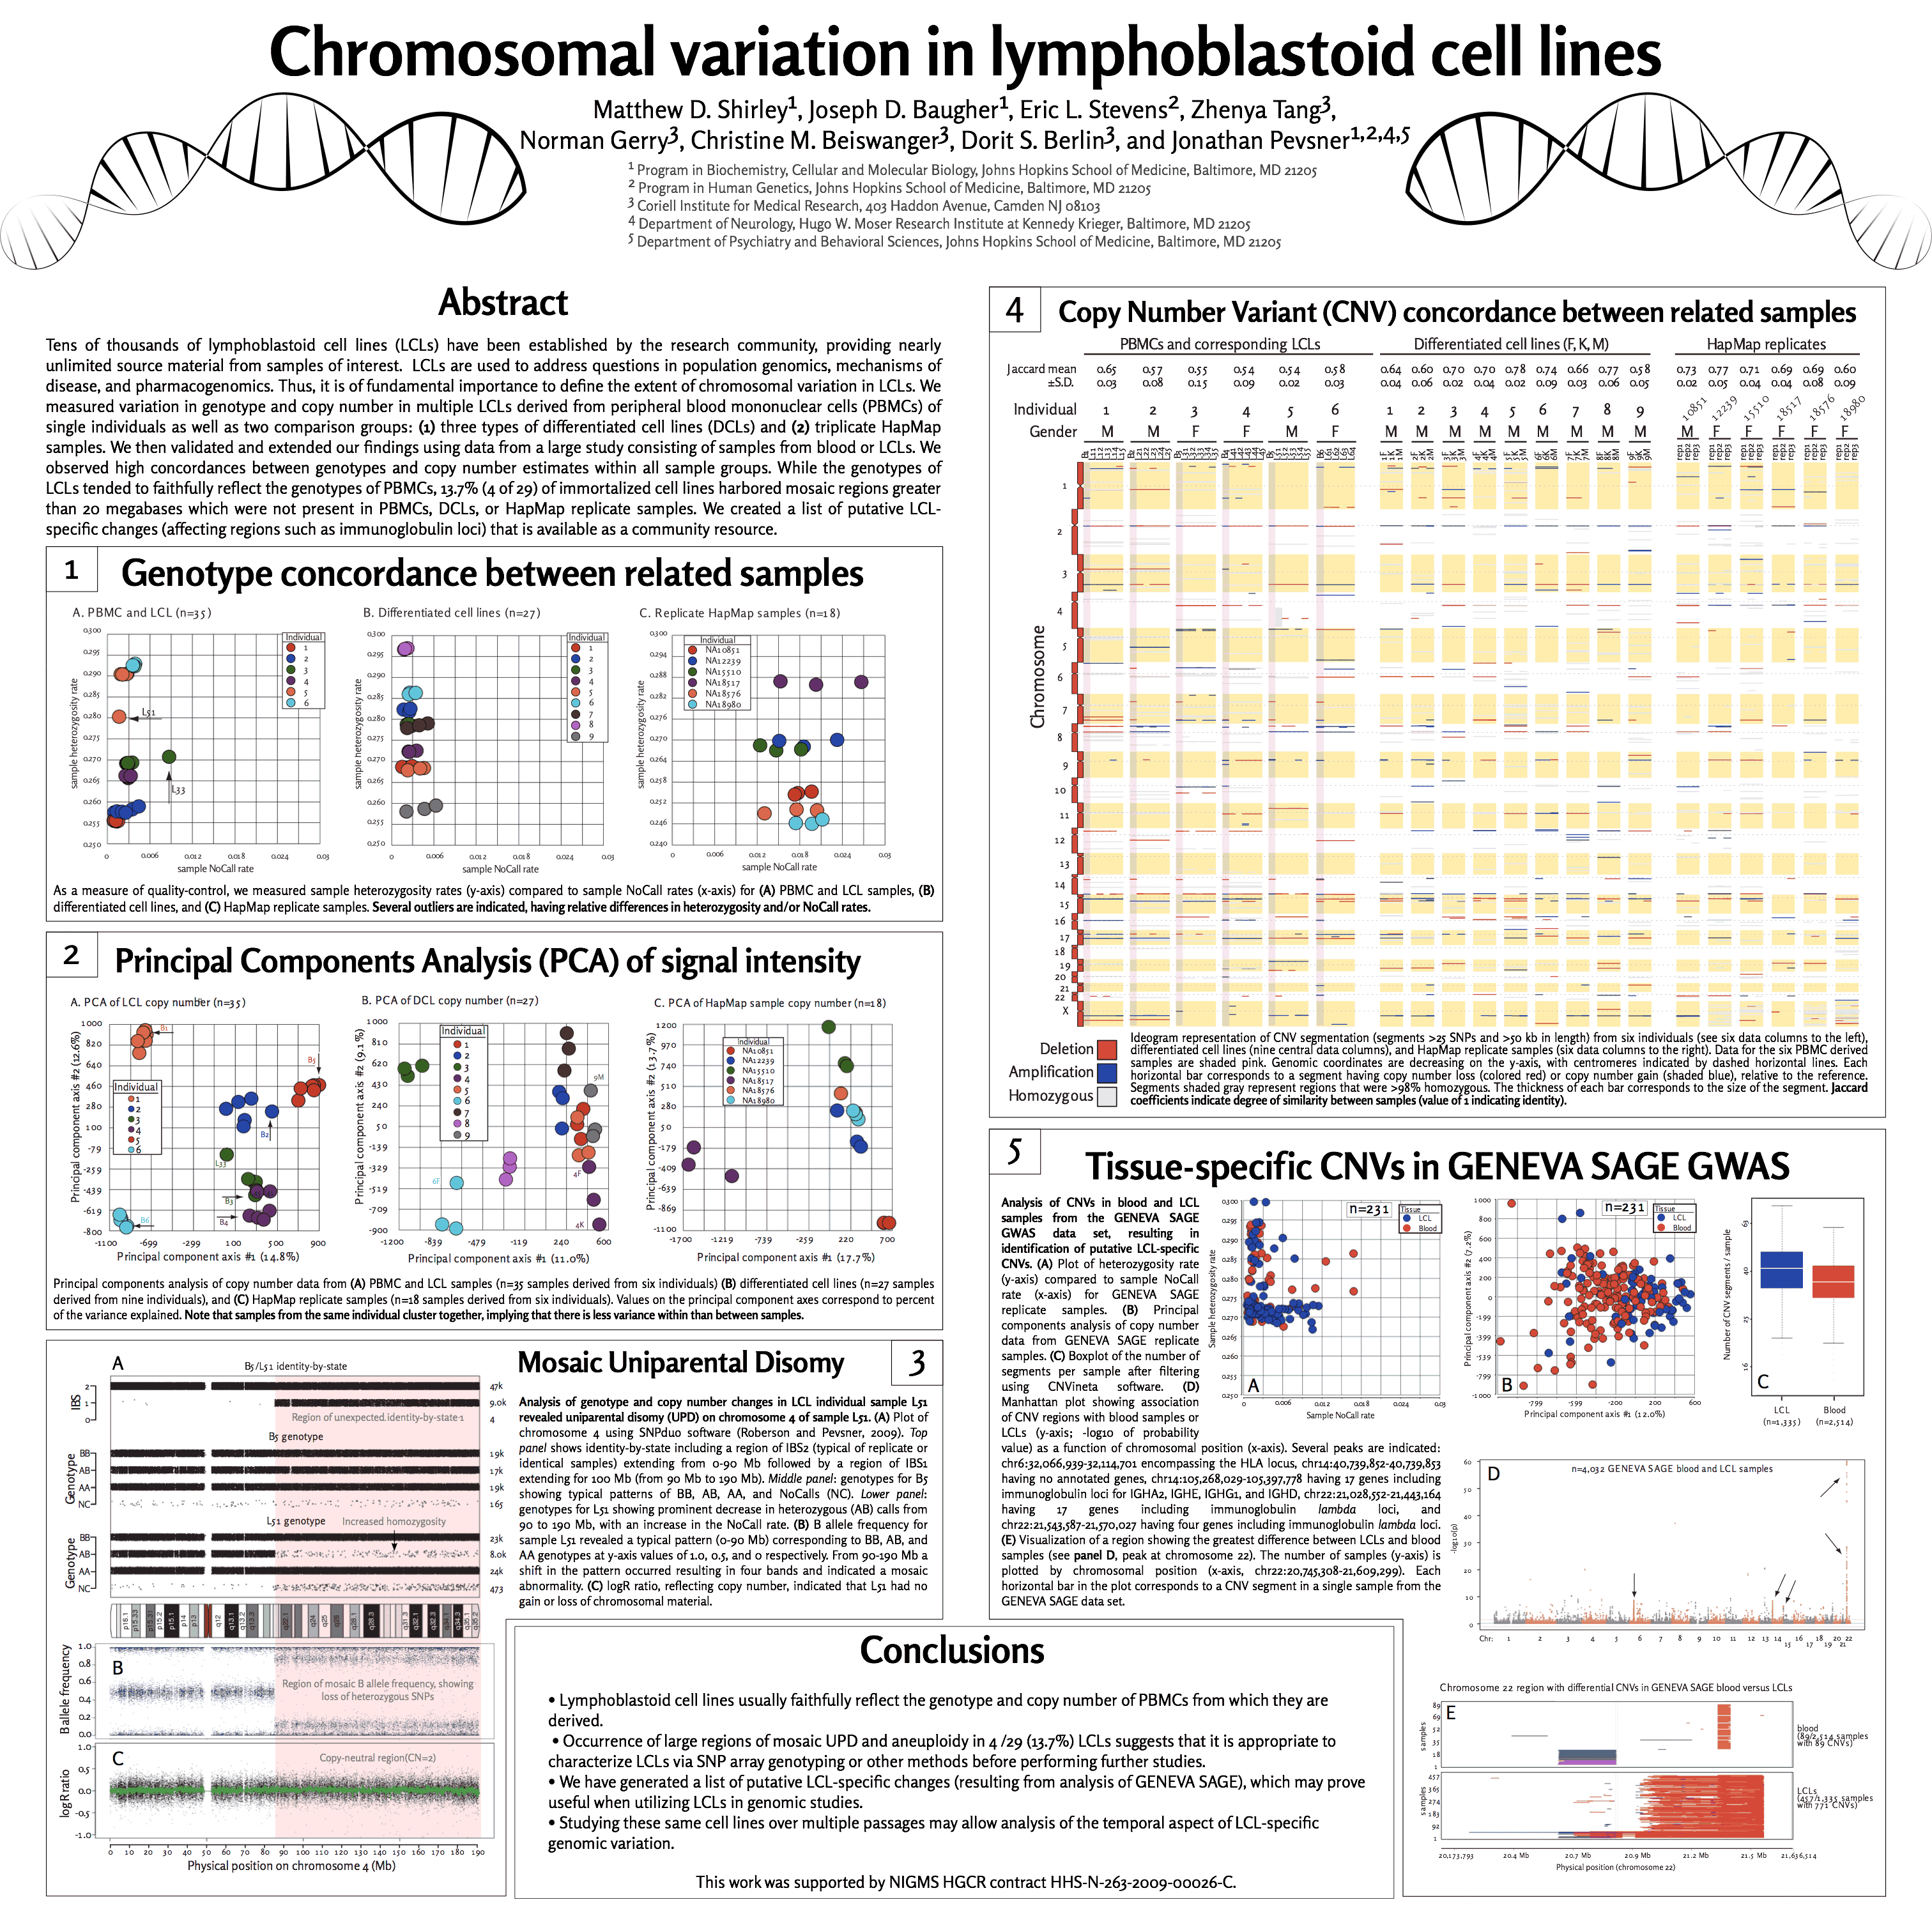 Chromosomal variation in lymphoblastoid cell lines
Matthew D. Shirley1, Joseph D. Baugher1, Eric L. Stevens2, Zhenya Tang3,
Norman Gerry3, Christine M. Beiswanger3, Dorit S. Berlin3, and Jonathan Pevsner1,2,4,5
1 Program in Biochemistry, Cellular and Molecular Biology, Johns Hopkins School of Medicine, Baltimore, MD 21205
2 Program in Human Genetics, Johns Hopkins School of Medicine, Baltimore, MD 21205
3 Coriell Institute for Medical Research, 403 Haddon Avenue, Camden NJ 08103
4 Department of Neurology, Hugo W. Moser Research Institute at Kennedy Krieger, Baltimore, MD 21205
5 Department of Psychiatry and Behavioral Sciences, Johns Hopkins School of Medicine, Baltimore, MD 21205
Abstract
Tens of thousands of lymphoblastoid cell lines (LCLs) have been established by the research community, providing nearly
unlimited source material from samples of interest. LCLs are used to address questions in population genomics, mechanisms of
disease, and pharmacogenomics. Thus, it is of fundamental importance to define the extent of chromosomal variation in LCLs. We
measured variation in genotype and copy number in multiple LCLs derived from peripheral blood mononuclear cells (PBMCs) of
single individuals as well as two comparison groups: (1) three types of differentiated cell lines (DCLs) and (2) triplicate HapMap
samples. We then validated and extended our findings using data from a large study consisting of samples from blood or LCLs. We
observed high concordances between genotypes and copy number estimates within all sample groups. While the genotypes of
LCLs tended to faithfully reflect the genotypes of PBMCs, 13.7% (4 of 29) of immortalized cell lines harbored mosaic regions greater
than 20 megabases which were not present in PBMCs, DCLs, or HapMap replicate samples. We created a list of putative LCL-
specific changes (affecting regions such as immunoglobulin loci) that is available as a community resource.
1
Genotype concordance between related samples
A. PBMC and LCL (n=35)
B. Differentiated cell lines (n=27)
C. Replicate HapMap samples (n=18)
sample heterozygosity rate
sample NoCall rate
L51
L33
Individual
NA10851
NA12239
NA15510
NA18517
NA18576
NA18980
As a measure of quality-control, we measured sample heterozygosity rates (y-axis) compared to sample NoCall rates (x-axis) for (A) PBMC and LCL samples, (B)
differentiated cell lines, and (C) HapMap replicate samples. Several outliers are indicated, having relative differences in heterozygosity and/or NoCall rates.
2
Principal Components Analysis (PCA) of signal intensity
A. PCA of LCL copy number (n=35)
B. PCA of DCL copy number (n=27)
C. PCA of HapMap sample copy number (n=18)
Principal component axis #2 (12.6%)
Principal component axis #1 (14.8%)
Principal component axis #2 (9.1 %)
Principal component axis #1 (11.0%)
Principal component axis #2 (13.7%)
Principal component axis #1 (17.7%)
Principal components analysis of copy number data from (A) PBMC and LCL samples (n=35 samples derived from six individuals) (B) differentiated cell lines (n=27 samples
derived from nine individuals), and (C) HapMap replicate samples (n=18 samples derived from six individuals). Values on the principal component axes correspond to percent
of the variance explained. Note that samples from the same individual cluster together, implying that there is less variance within than between samples.
Mosaic Uniparental Disomy
3
Analysis of genotype and copy number changes in LCL individual sample L51
revealed uniparental disomy (UPD) on chromosome 4 of sample L51. (A) Plot of
chromosome 4 using SNPduo software (Roberson and Pevsner, 2009). Top
panel shows identity-by-state including a region of IBS2 (typical of replicate or
identical samples) extending from 0-90 Mb followed by a region of IBS1
extending for 100 Mb (from 90 Mb to 190 Mb). Middle panel: genotypes for B5
showing typical patterns of BB, AB, AA, and NoCalls (NC). Lower panel:
genotypes for L51 showing prominent decrease in heterozygous (AB) calls from
90 to 190 Mb, with an increase in the NoCall rate. (B) B allele frequency for
sample L51 revealed a typical pattern (0-90 Mb) corresponding to BB, AB, and
AA genotypes at y-axis values of 1.0, 0.5, and 0 respectively. From 90-190 Mb a
shift in the pattern occurred resulting in four bands and indicated a mosaic
abnormality. (C) logR ratio, reflecting copy number, indicated that L51 had no
gain or loss of chromosomal material.
A
B5/L51 identity-by-state
IBS
Region of unexpected identity-by-state 1
B5 genotype
Genotype
L51 genotype
Increased homozygosity
Genotype
B
B allele frequency
Region of mosaic B allele frequency, showing
loss of heterozygous SNPs
C
logR ratio
Copy-neutral region(CN=2)
0 10 20 30 40 50 60 70 80 90 100 110 120 130 140 150 160 170 180 190
Physical position on chromosome 4 (Mb)
Conclusions
• Lymphoblastoid cell lines usually faithfully reflect the genotype and copy number of PBMCs from which they are
derived.
• Occurrence of large regions of mosaic UPD and aneuploidy in 4 /29 (13.7%) LCLs suggests that it is appropriate to
characterize LCLs via SNP array genotyping or other methods before performing further studies.
• We have generated a list of putative LCL-specific changes (resulting from analysis of GENEVA SAGE), which may prove
useful when utilizing LCLs in genomic studies.
• Studying these same cell lines over multiple passages may allow analysis of the temporal aspect of LCL-specific
genomic variation.
This work was supported by NIGMS HGCR contract HHS-N-263-2009-00026-C.
4
Copy Number Variant (CNV) concordance between related samples
PBMCs and corresponding LCLs
Differentiated cell lines (F, K, M)
HapMap replicates
Jaccard mean 0.65 0.57 0.55 0.54 0.54 0.58 0.64 0.60 0.70 0.70 0.78 0.74 0.66 0.77 0.58 0.73 0.77 0.71 0.69 0.69 0.60
±S.D. 0.03 0.08 0.15 0.09 0.02 0.03 0.04 0.06 0.02 0.04 0.02 0.09 0.03 0.06 0.05 0.02 0.05 0.04 0.04 0.08 0.09
Individual 1 2 3 4 5 6 1 2 3 4 5 6 7 8 9 10851 12239 15510 18517 18576 18980
Gender M M F F M F M M M M M M M M M M F F F F F
Chromosome
1
2
3
4
5
6
7
8
9
10
11
12
13
14
15
16
17
18
19
20
21
22
X
Deletion
Amplification
Homozygous
Ideogram representation of CNV segmentation (segments >25 SNPs and >50 kb in length) from six individuals (see six data columns to the left),
differentiated cell lines (nine central data columns), and HapMap replicate samples (six data columns to the right). Data for the six PBMC derived
samples are shaded pink. Genomic coordinates are decreasing on the y-axis, with centromeres indicated by dashed horizontal lines. Each
horizontal bar corresponds to a segment having copy number loss (colored red) or copy number gain (shaded blue), relative to the reference.
Segments shaded gray represent regions that were >98% homozygous. The thickness of each bar corresponds to the size of the segment. Jaccard
coefficients indicate degree of similarity between samples (value of 1 indicating identity).
5
Tissue-specific CNVs in GENEVA SAGE GWAS
Analysis of CNVs in blood and LCL
samples from the GENEVA SAGE
GWAS data set, resulting in
identification of putative LCL-specific
CNVs. (A) Plot of heterozygosity rate
(y-axis) compared to sample NoCall
rate (x-axis) for GENEVA SAGE
replicate samples. (B) Principal
components analysis of copy number
data from GENEVA SAGE replicate
samples. (C) Boxplot of the number of
segments per sample after filtering
using CNVineta software. (D)
Manhattan plot showing association
of CNV regions with blood samples or
LCLs (y-axis; -log10 of probability
value) as a function of chromosomal position (x-axis). Several peaks are indicated:
chr6:32,066,939-32,114,701 encompassing the HLA locus, chr14:40,739,852-40,739,853
having no annotated genes, chr14:105,268,029-105,397,778 having 17 genes including
immunoglobulin loci for IGHA2, IGHE, IGHG1, and IGHD, chr22:21,028,552-21,443,164
having 17 genes including immunoglobulin lambda loci, and
chr22:21,543,587-21,570,027 having four genes including immunoglobulin lambda loci.
(E) Visualization of a region showing the greatest difference between LCLs and blood
samples (see panel D, peak at chromosome 22). The number of samples (y-axis) is
plotted by chromosomal position (x-axis, chr22:20,745,308-21,609,299). Each
horizontal bar in the plot corresponds to a CNV segment in a single sample from the
GENEVA SAGE data set.
n=231
Tissue
LCL
Blood
A
Sample heterozygosity rate
Sample NoCall rate
n=231
Tissue
LCL
Blood
B
Principal component axis #2 (7.2%)
Principal component axis #1 (12.0%)
C
Number of CNV segments / sample
LCL
(n=1,335)
Blood
(n=2,514)
D
n=4,032 GENEVA SAGE blood and LCL samples
-log10(p)
Chr:
Chromosome 22 region with differential CNVs in GENEVA SAGE blood versus LCLs
E
samples
blood
(89/2,514 samples
with 89 CNVs)
samples
LCLs
(457/1,335 samples
with 771 CNVs)
20,173,793 20.4 Mb 20.7 Mb 20.9 Mb 21.2 Mb 21.5 Mb 21,636,514
Physical position (chromosome 22)